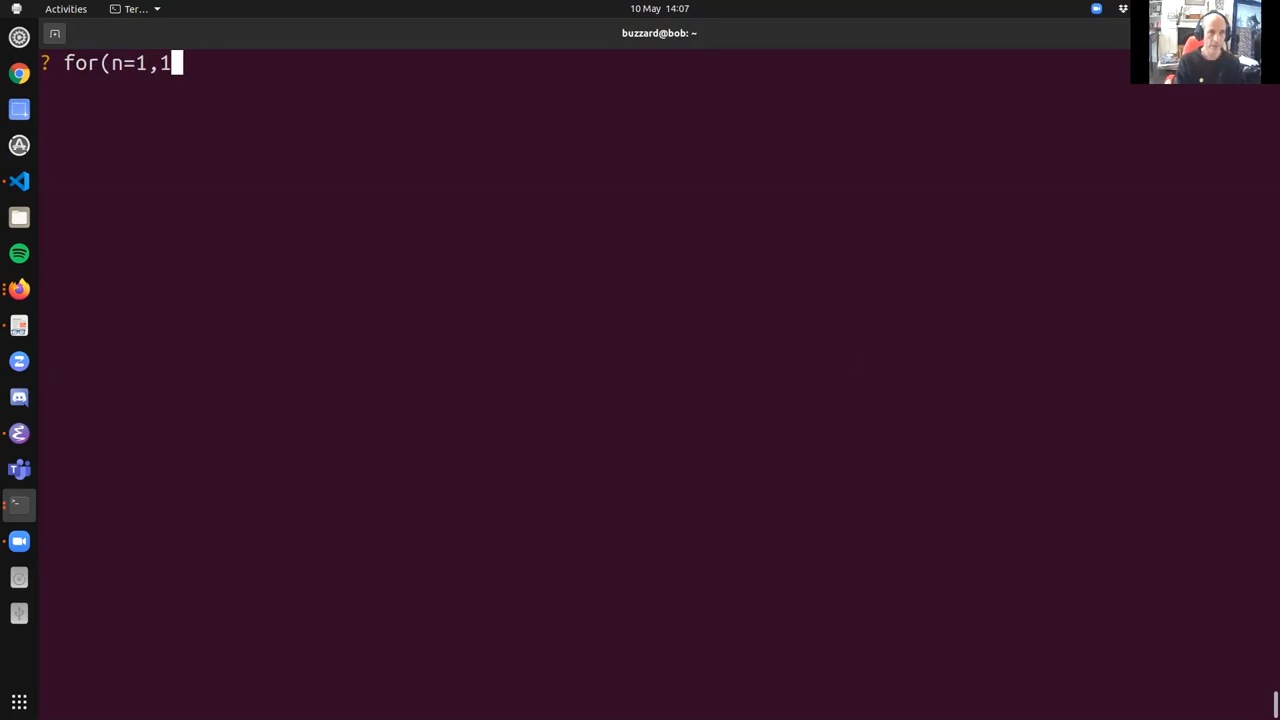 Activities
Ter...
10 May 14:07
buzzard@bob: ~
? for(n=1,1